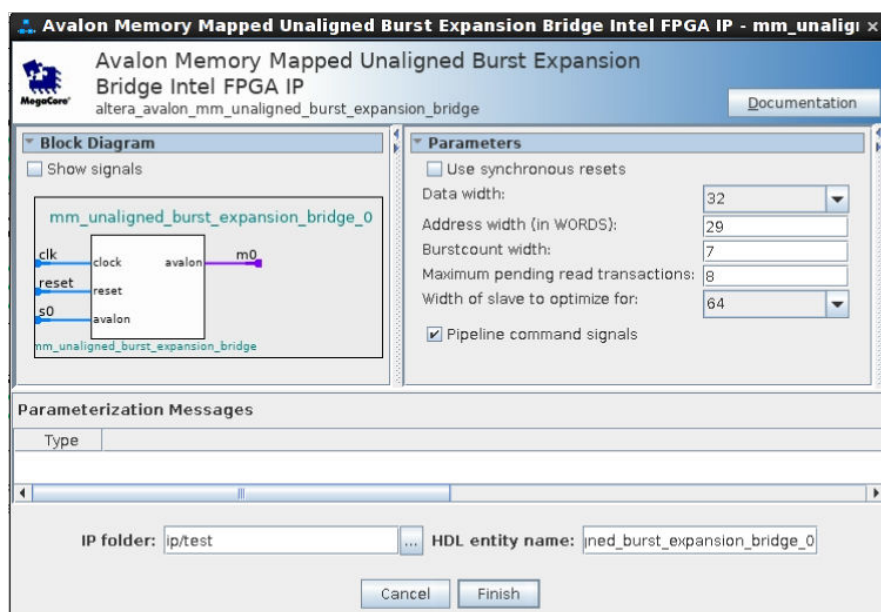 Avalon Memory Mapped Unaligned Burst Expansion Bridge Intel FPGA IP - mm_unalig
Avalon Memory Mapped Unaligned Burst Expansion
Bridge Intel FPGA IP
altera_avalon_mm_unaligned_burst_expansion_bridge
MegaCore®
Documentation
Block Diagram
Show signals
mm_unaligned_burst_expansion_bridge_0
clk
clock
avalon
m0
reset
reset
s0
avalon
mm_unaligned_burst_expansion_bridge
Parameters
Use synchronous resets
Data width: 32
Address width (in WORDS): 29
Burstcount width: 7
Maximum pending read transactions: 8
Width of slave to optimize for: 64
Pipeline command signals
Parameterization Messages
Type
IP folder: ip/test ... HDL entity name: ned_burst_expansion_bridge_0
Cancel Finish